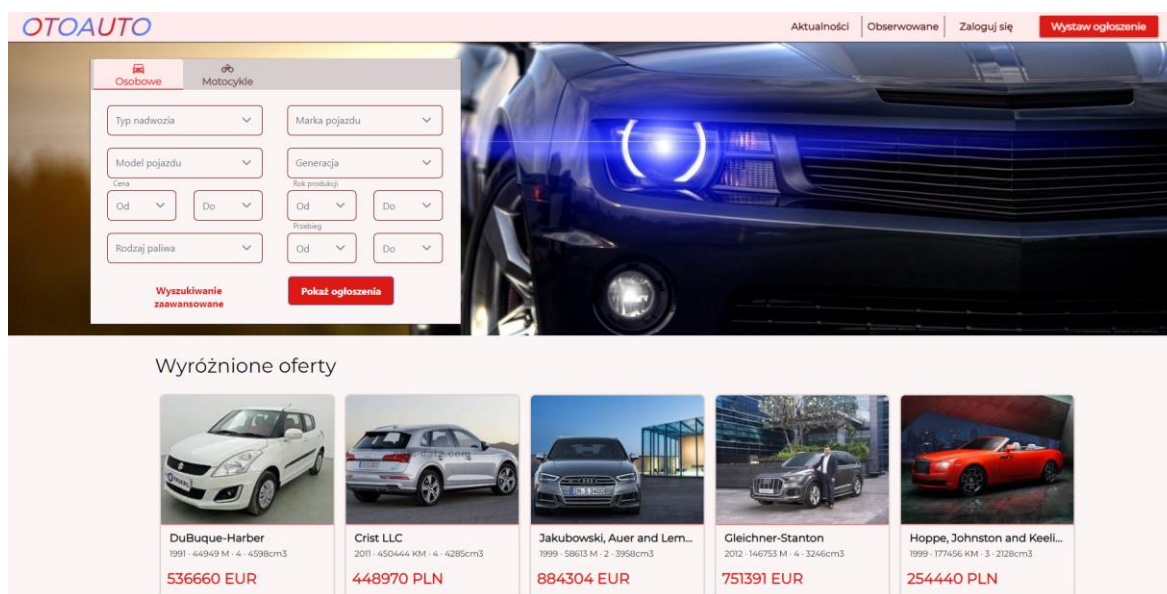 OTOAUTO
Aktualności
Obserwowane
Zaloguj się
Wystaw ogłoszenie
Osobowe
Motocykle
Typ nadwozia
Marka pojazdu
Model pojazdu
Generacja
Cena
Rok produkcji
Od
Do
Od
Do
Przebieg
Rodzaj paliwa
Od
Do
Wyszukiwanie
zaawansowane
Pokaż ogłoszenia
Wyróżnione oferty
DuBuque-Harber
1991 · 44949 M · 4 · 4598cm3
536660 EUR
Crist LLC
2011 · 450444 KM · 4 · 4285cm3
448970 PLN
Jakubowski, Auer and Lem...
1999 · 58613 M · 2 · 3958cm3
884304 EUR
Gleichner-Stanton
2012 · 146753 M · 4 · 3246cm3
751391 EUR
Hoppe, Johnston and Keeli...
1999 · 177456 KM · 3 · 2128cm3
254440 PLN